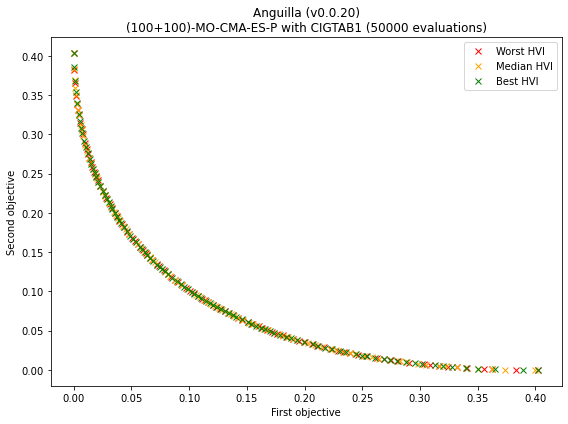 Anguilla (v0.0.20)
(100+100)-MO-CMA-ES-P with CIGTAB1 (50000 evaluations)
Worst HVI
Median HVI
Best HVI
Second objective
0.40
0.35
0.30
0.25
0.20
0.15
0.10
0.05
0.00
0.00 0.05 0.10 0.15 0.20 0.25 0.30 0.35 0.40
First objective